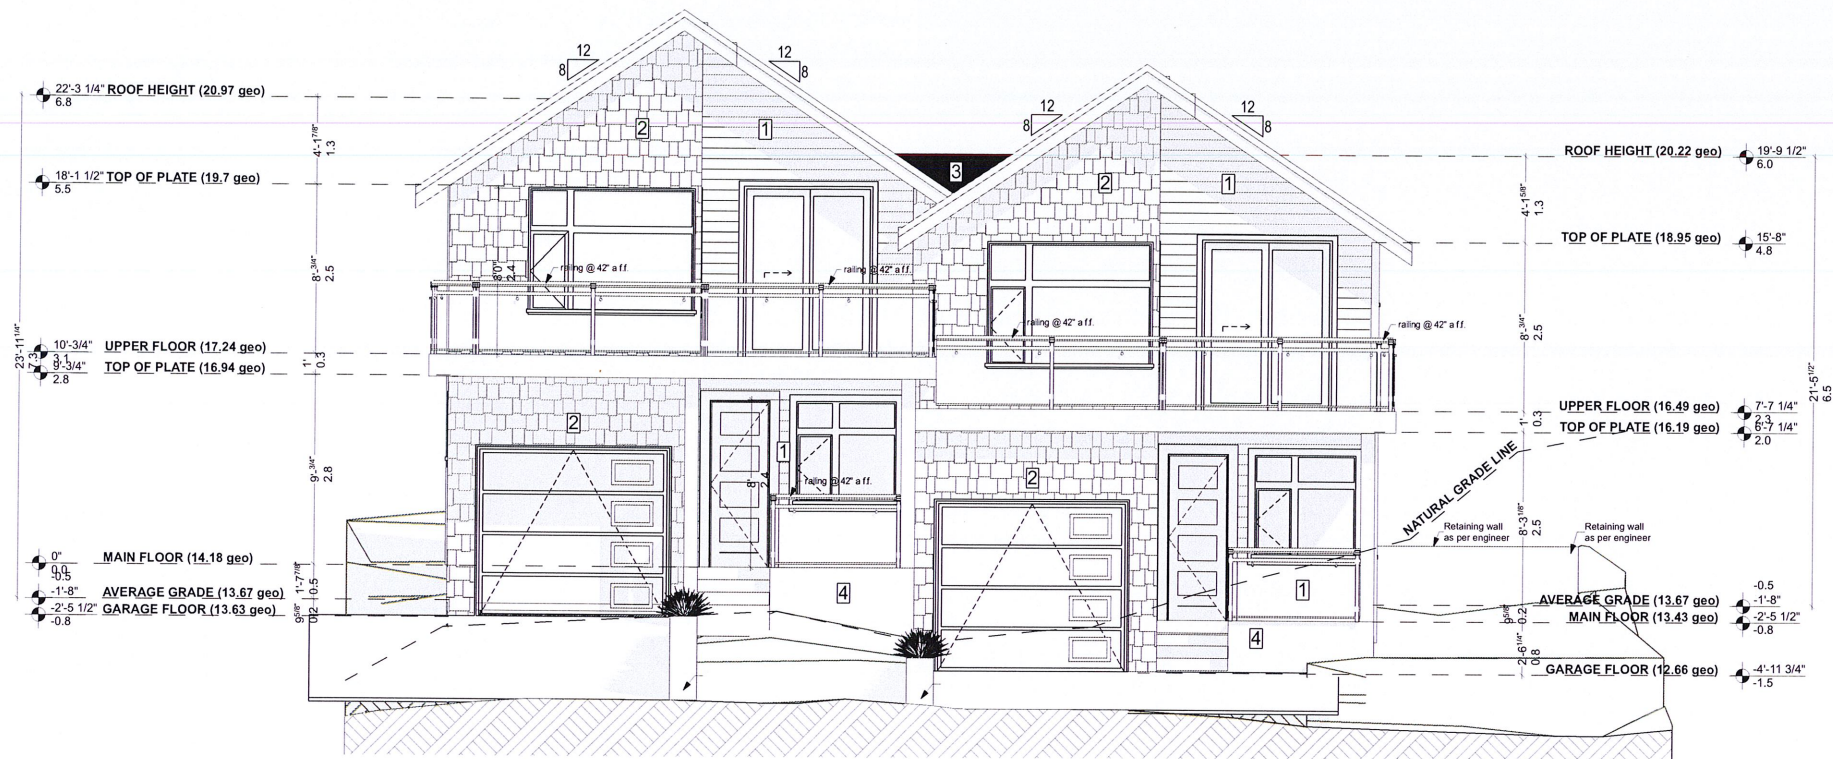 12
8
12
8
12
8
12
8
22'-3 1/4" ROOF HEIGHT (20.97 geo)
6.8
4'-1 7/8"
1.3
18'-1 1/2" TOP OF PLATE (19.7 geo)
5.5
8'-3/4"
2.5
23'-11 1/4"
7.3
10'-3/4" UPPER FLOOR (17.24 geo)
3.1
9'-3/4" TOP OF PLATE (16.94 geo)
2.8
1'
0.3
9'-3/4"
2.8
0" MAIN FLOOR (14.18 geo)
0.0
-0.5
-1'-8" AVERAGE GRADE (13.67 geo)
-2'-5 1/2" GARAGE FLOOR (13.63 geo)
-0.8
1'-7 7/8"
0.5
9 5/8"
0.2
2
1
3
2
1
8'0"
2.4
railing @ 42" a f.f.
railing @ 42" a f.f.
railing @ 42" a f.f.
railing @ 42" a f.f.
2
1
8'-
2.4
railing @ 42" a f.f.
2
4
1
4
ROOF HEIGHT (20.22 geo) 19'-9 1/2"
6.0
4'-1 5/8"
1.3
TOP OF PLATE (18.95 geo) 15'-8"
4.8
8'-3/4"
2.5
21'-5 1/2"
6.5
UPPER FLOOR (16.49 geo) 7'-7 1/4"
2.3
TOP OF PLATE (16.19 geo) 6'-7 1/4"
2.0
1'
0.3
NATURAL GRADE LINE
8'-3 1/8"
2.5
Retaining wall
as per engineer
Retaining wall
as per engineer
-0.5
AVERAGE GRADE (13.67 geo) -1'-8"
MAIN FLOOR (13.43 geo) -2'-5 1/2"
-0.8
9 5/8"
0.2
2'-6 1/4"
0.8
GARAGE FLOOR (12.66 geo) -4'-11 3/4"
-1.5